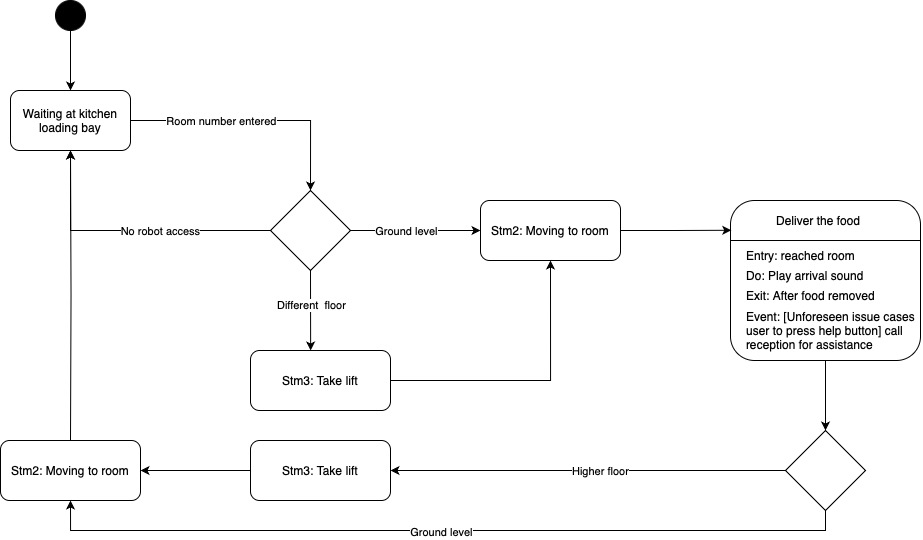 Waiting at kitchen
loading bay
Room number entered
No robot access
Ground level
Stm2: Moving to room
Deliver the food
Entry: reached room
Do: Play arrival sound
Exit: After food removed
Event: [Unforeseen issue cases
user to press help button] call
reception for assistance
Different  floor
Stm3: Take lift
Stm2: Moving to room
Stm3: Take lift
Higher floor
Ground level